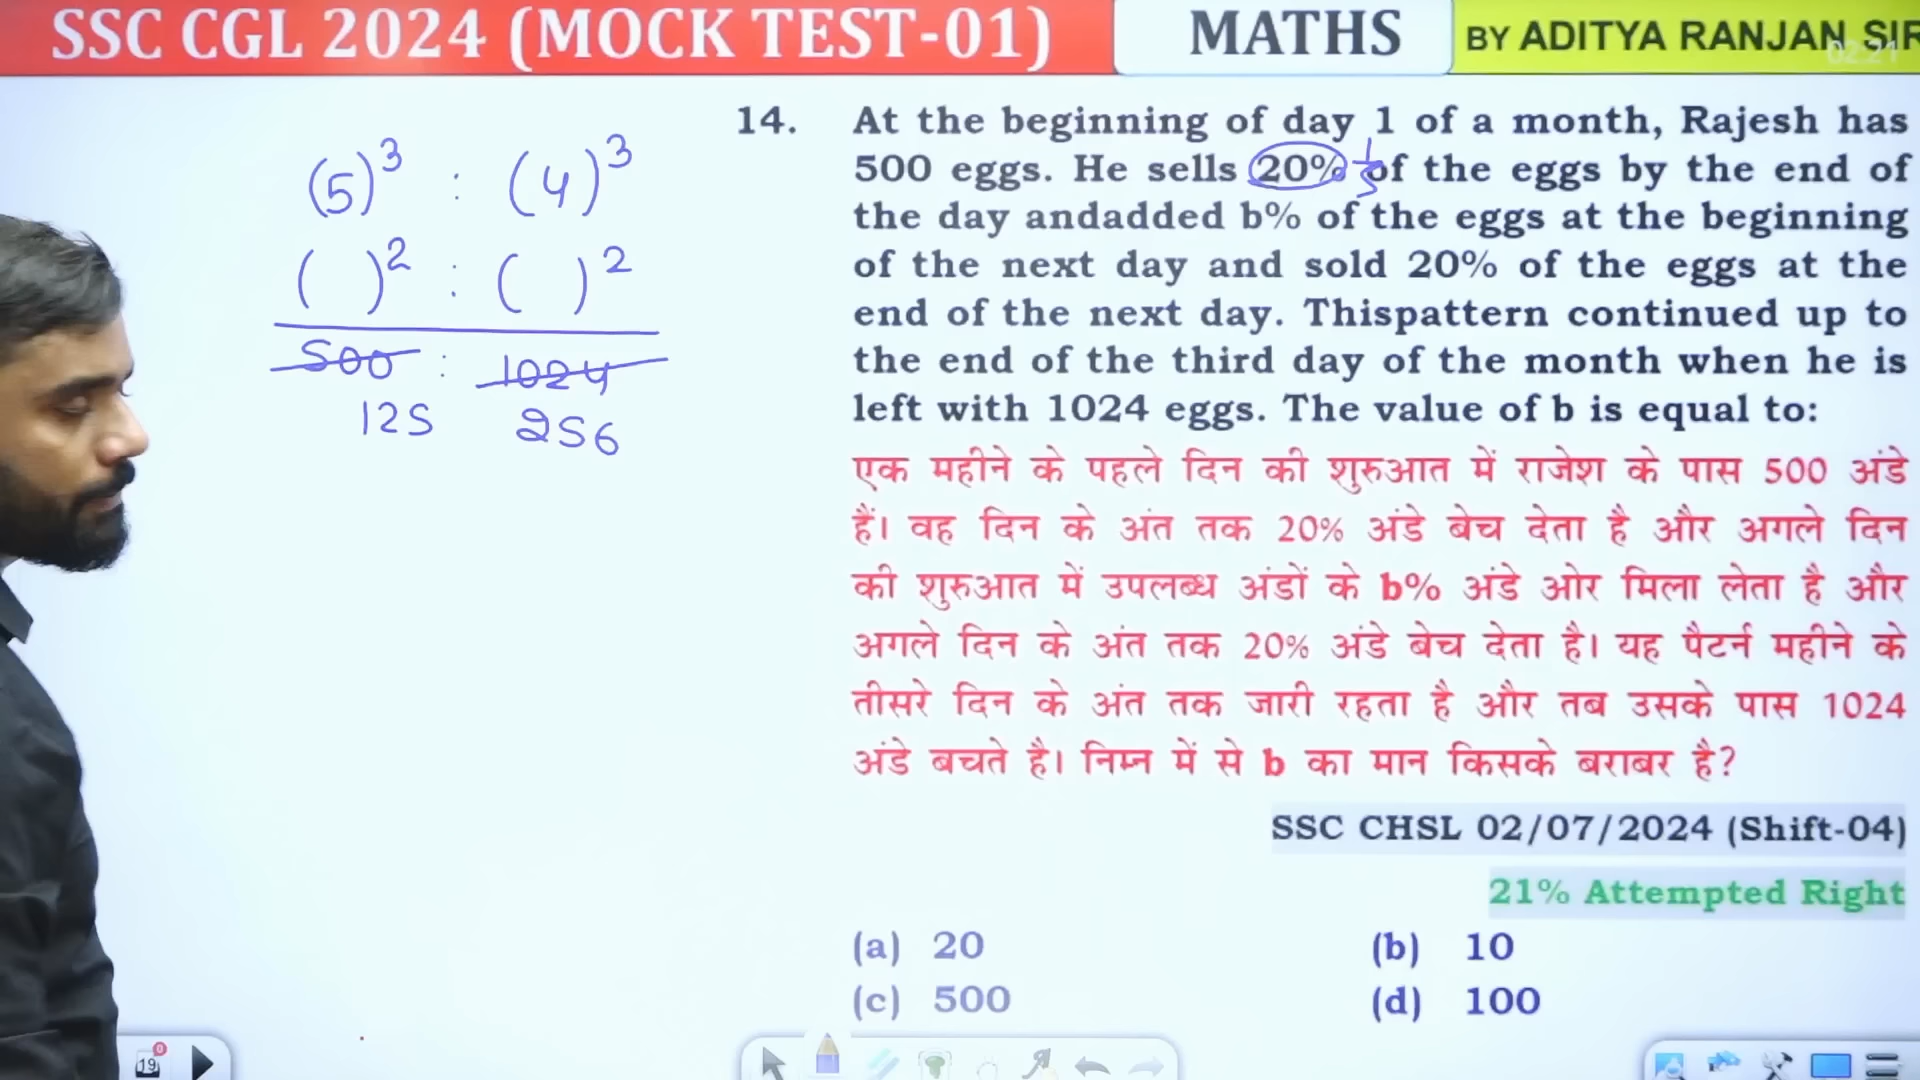 SSC CGL 2024 (MOCK TEST-01)
MATHS
BY ADITYA RANJAN SIR
02:21
(5)³ : (4)³
( )² : ( )²
500 : 1024
125 256
14. At the beginning of day 1 of a month, Rajesh has
500 eggs. He sells 20% 1/5 of the eggs by the end of
the day andadded b% of the eggs at the beginning
of the next day and sold 20% of the eggs at the
end of the next day. Thispattern continued up to
the end of the third day of the month when he is
left with 1024 eggs. The value of b is equal to:
एक महीने के पहले दिन की शुरुआत में राजेश के पास 500 अंडे
हैं। वह दिन के अंत तक 20% अंडे बेच देता है और अगले दिन
की शुरुआत में उपलब्ध अंडों के b% अंडे ओर मिला लेता है और
अगले दिन के अंत तक 20% अंडे बेच देता है। यह पैटर्न महीने के
तीसरे दिन के अंत तक जारी रहता है और तब उसके पास 1024
अंडे बचते है। निम्न में से b का मान किसके बराबर है?
SSC CHSL 02/07/2024 (Shift-04)
21% Attempted Right
(a) 20 (b) 10
(c) 500 (d) 100
19
0